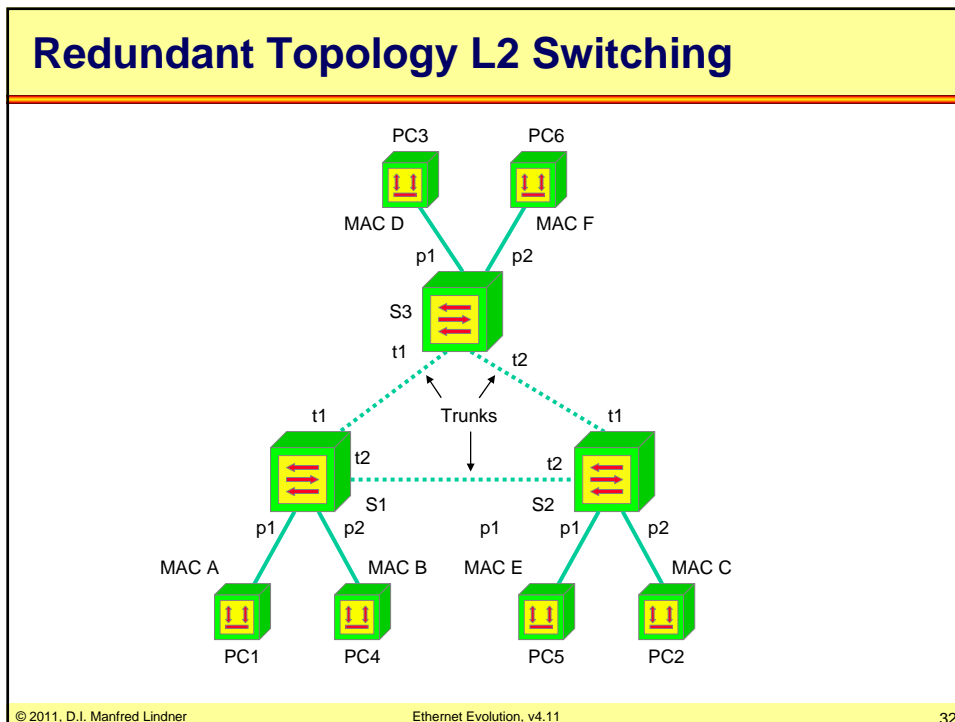 Redundant Topology L2 Switching
PC3
PC6
MAC D
MAC F
p1
p2
S3
t1
t2
Trunks
t1
t1
t2
t2
S1
S2
p1
p2
p1
p1
p2
MAC A
MAC B
MAC E
MAC C
PC1
PC4
PC5
PC2
© 2011, D.I. Manfred Lindner
Ethernet Evolution, v4.11
32